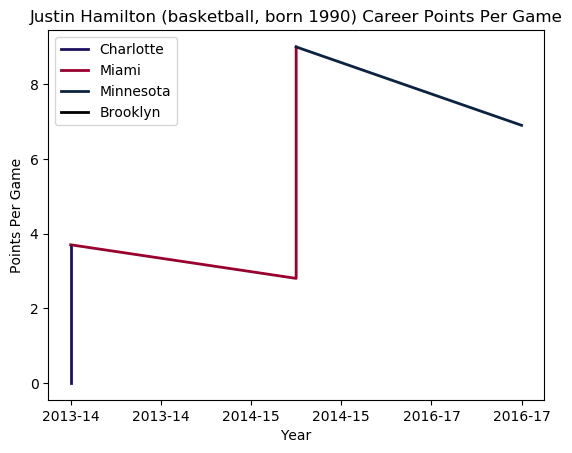 Justin Hamilton (basketball, born 1990) Career Points Per Game
Charlotte
Miami
Minnesota
Brooklyn
8
6
4
2
0
Points Per Game
2013-14 2013-14 2014-15 2014-15 2016-17 2016-17
Year